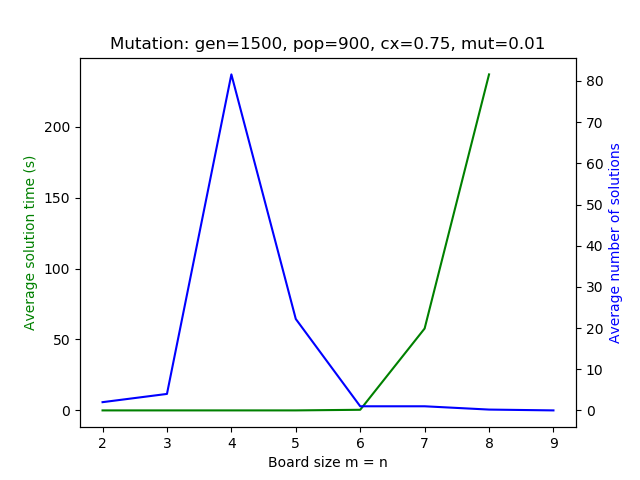 Mutation: gen=1500, pop=900, cx=0.75, mut=0.01
Average solution time (s)
200
150
100
50
0
80
70
60
50
40
30
20
10
0
Average number of solutions
2 3 4 5 6 7 8 9
Board size m = n